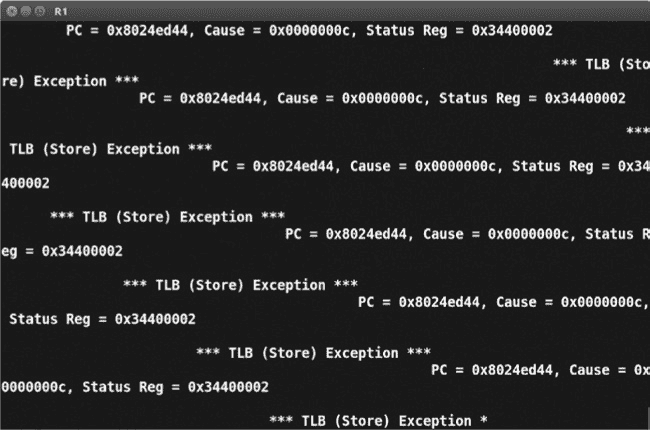 R1
PC = 0x8024ed44, Cause = 0x0000000c, Status Reg = 0x34400002
*** TLB (Sto
re) Exception ***
PC = 0x8024ed44, Cause = 0x0000000c, Status Reg = 0x34400002
***
TLB (Store) Exception ***
PC = 0x8024ed44, Cause = 0x0000000c, Status Reg = 0x34
400002
*** TLB (Store) Exception ***
PC = 0x8024ed44, Cause = 0x0000000c, Status R
eg = 0x34400002
*** TLB (Store) Exception ***
PC = 0x8024ed44, Cause = 0x0000000c,
Status Reg = 0x34400002
*** TLB (Store) Exception ***
PC = 0x8024ed44, Cause = 0x
0000000c, Status Reg = 0x34400002
*** TLB (Store) Exception *